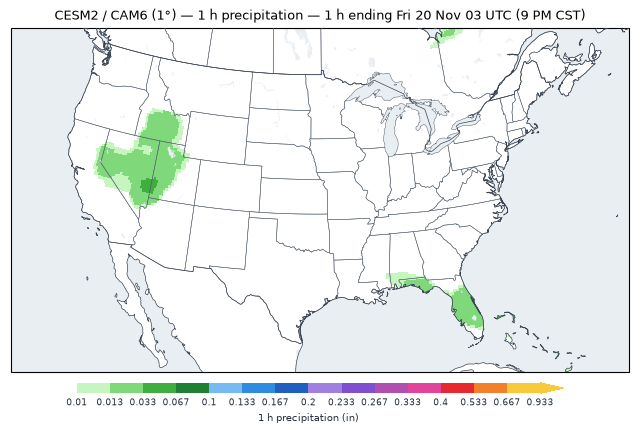 CESM2 / CAM6 (1°) — 1 h precipitation — 1 h ending Fri 20 Nov 03 UTC (9 PM CST)
0.01 0.013 0.033 0.067 0.1 0.133 0.167 0.2 0.233 0.267 0.333 0.4 0.533 0.667 0.933
1 h precipitation (in)